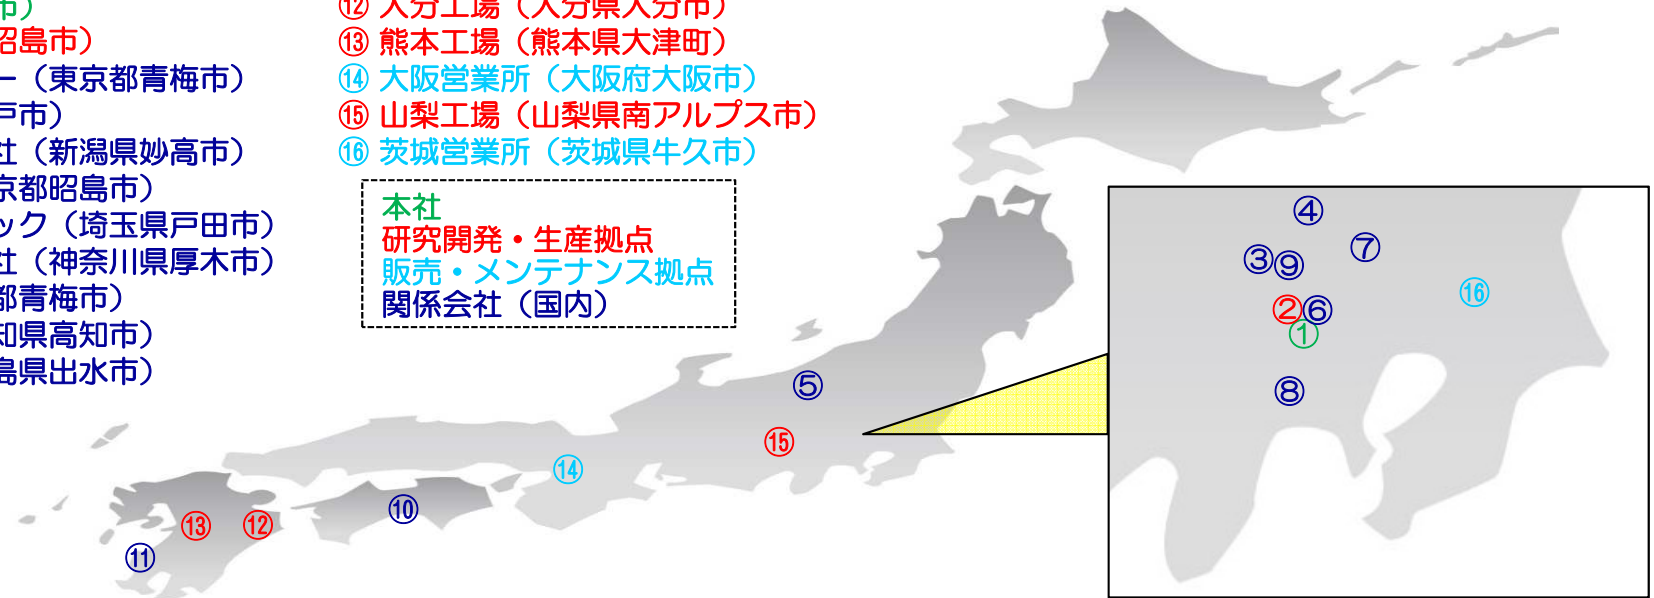 市）
昭島市）
ー（東京都青梅市）
戸市）
社（新潟県妙高市）
京都昭島市）
ック（埼玉県戸田市）
社（神奈川県厚木市）
都青梅市）
知県高知市）
島県出水市）
⑫ 大分工場（大分県大分市）
⑬ 熊本工場（熊本県大津町）
⑭ 大阪営業所（大阪府大阪市）
⑮ 山梨工場（山梨県南アルプス市）
⑯ 茨城営業所（茨城県牛久市）
本社
研究開発・生産拠点
販売・メンテナンス拠点
関係会社（国内）
④
⑦
③
⑨
⑯
②
⑥
①
⑧
⑤
⑮
⑭
⑩
⑬
⑫
⑪